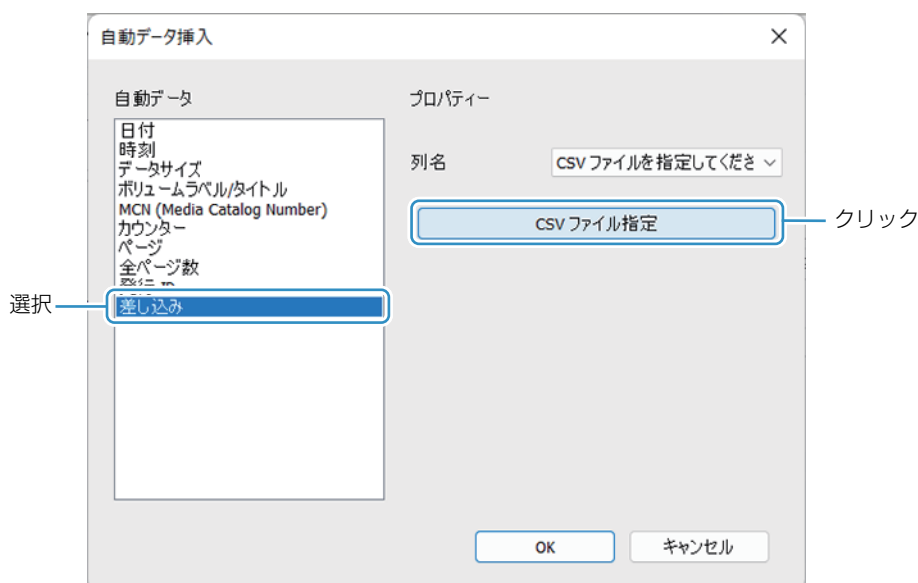 自動データ挿入
自動データ
日付
時刻
データサイズ
ボリュームラベル/タイトル
MCN (Media Catalog Number)
カウンター
ページ
全ページ数
発行 ID
差し込み
選択
プロパティー
列名
CSV ファイルを指定してくださ
CSV ファイル指定
クリック
OK
キャンセル